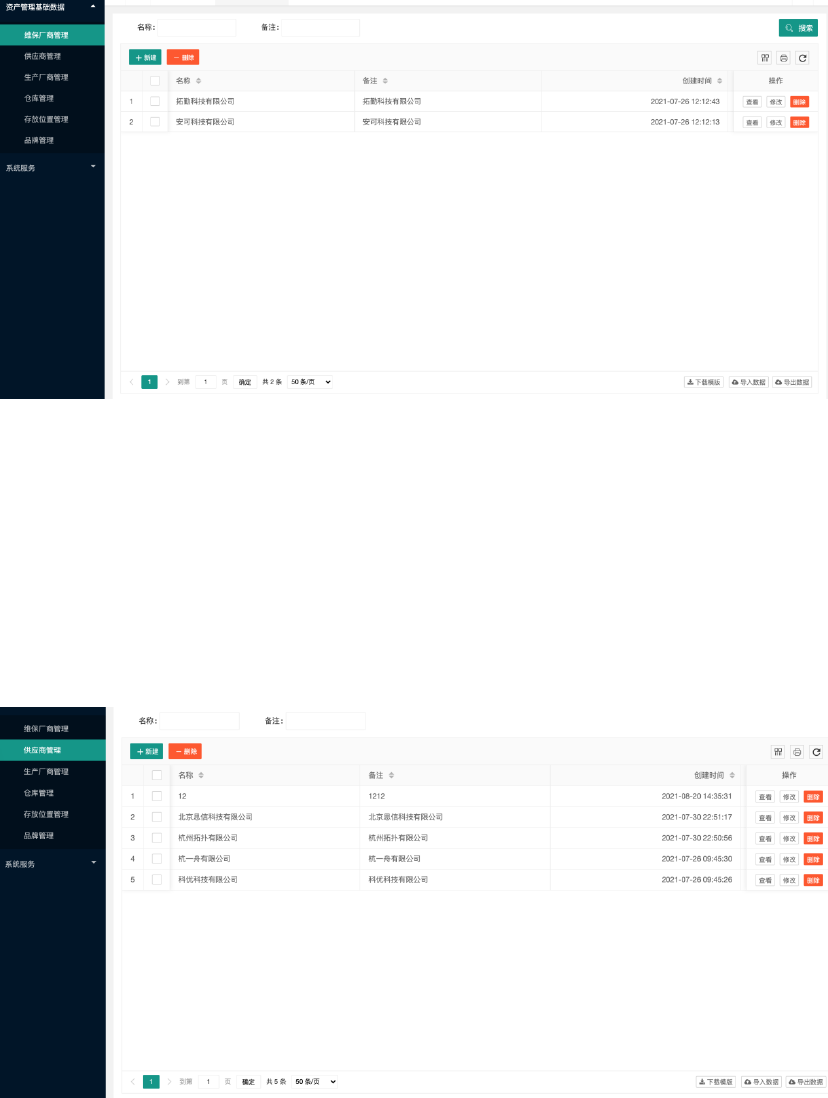 资产管理基础数据
维保厂商管理
供应商管理
生产厂商管理
仓库管理
存放位置管理
品牌管理
系统服务
名称: 备注: 搜索
新建 删除
名称 备注 创建时间 操作
1 拓勤科技有限公司 拓勤科技有限公司 2021-07-26 12:12:43 查看 修改 删除
2 安可科技有限公司 安可科技有限公司 2021-07-26 12:12:13 查看 修改 删除
1 到第 1 页 确定 共 2 条 50 条/页 下载模版 导入数据 导出数据
维保厂商管理
供应商管理
生产厂商管理
仓库管理
存放位置管理
品牌管理
系统服务
名称: 备注:
新建 删除
名称 备注 创建时间 操作
1 12 1212 2021-08-20 14:35:31 查看 修改 删除
2 北京息信科技有限公司 北京息信科技有限公司 2021-07-30 22:51:17 查看 修改 删除
3 杭州拓扑有限公司 杭州拓扑有限公司 2021-07-30 22:50:56 查看 修改 删除
4 杭一舟有限公司 杭一舟有限公司 2021-07-26 09:45:30 查看 修改 删除
5 科优科技有限公司 科优科技有限公司 2021-07-26 09:45:26 查看 修改 删除
1 到第 1 页 确定 共 5 条 50 条/页 下载模版 导入数据 导出数据